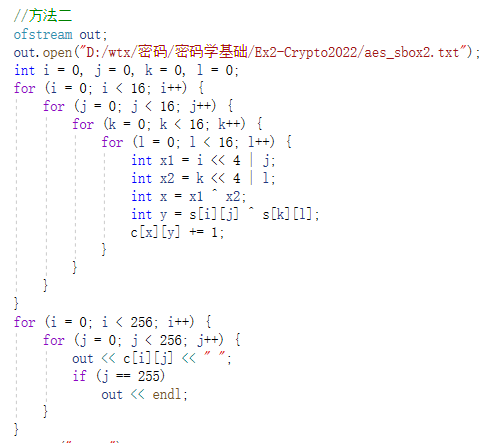 //方法二
ofstream out;
out.open("D:/wtx/密码/密码学基础/Ex2-Crypto2022/aes_sbox2.txt");
int i = 0, j = 0, k = 0, l = 0;
for (i = 0; i < 16; i++) {
for (j = 0; j < 16; j++) {
for (k = 0; k < 16; k++) {
for (l = 0; l < 16; l++) {
int x1 = i << 4 | j;
int x2 = k << 4 | l;
int x = x1 ^ x2;
int y = s[i][j] ^ s[k][l];
c[x][y] += 1;
}
}
}
}
for (i = 0; i < 256; i++) {
for (j = 0; j < 256; j++) {
out << c[i][j] << " ";
if (j == 255)
out << endl;
}
}